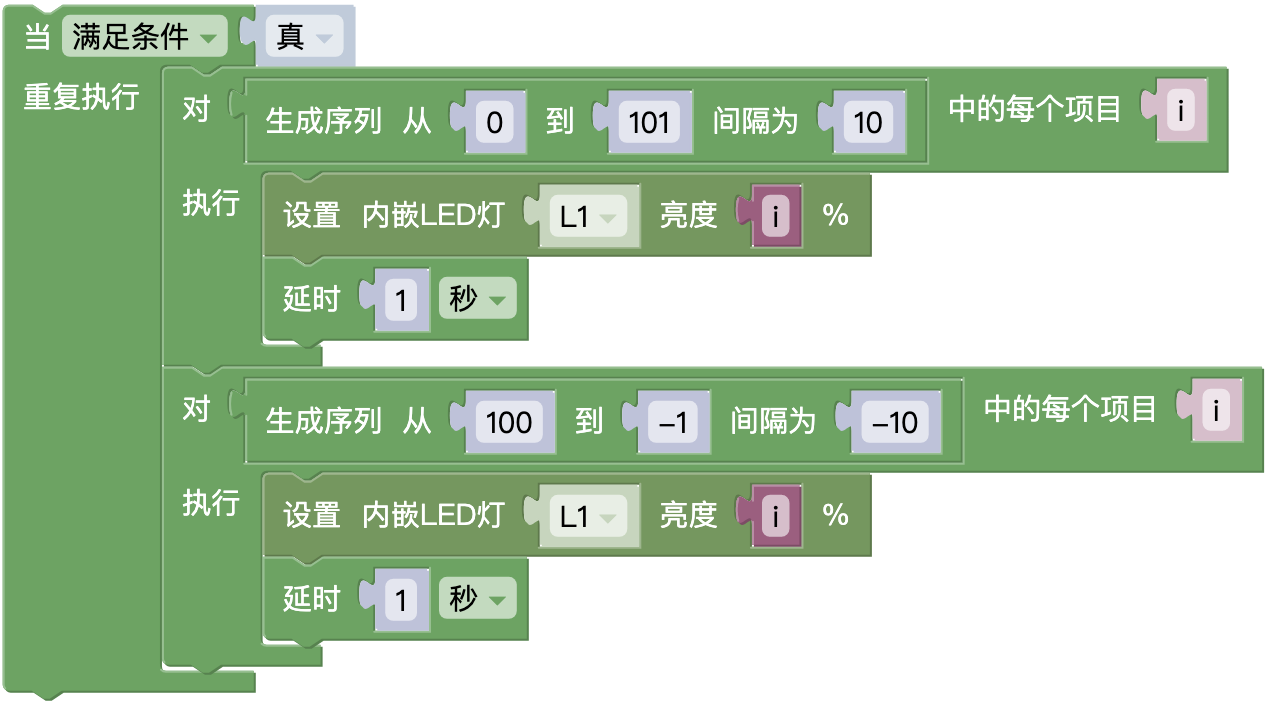 当 满足条件 真
重复执行
对 生成序列 从 0 到 101 间隔为 10 中的每个项目 i
执行 设置 内嵌LED灯 L1 亮度 i %
延时 1 秒
对 生成序列 从 100 到 -1 间隔为 -10 中的每个项目 i
执行 设置 内嵌LED灯 L1 亮度 i %
延时 1 秒